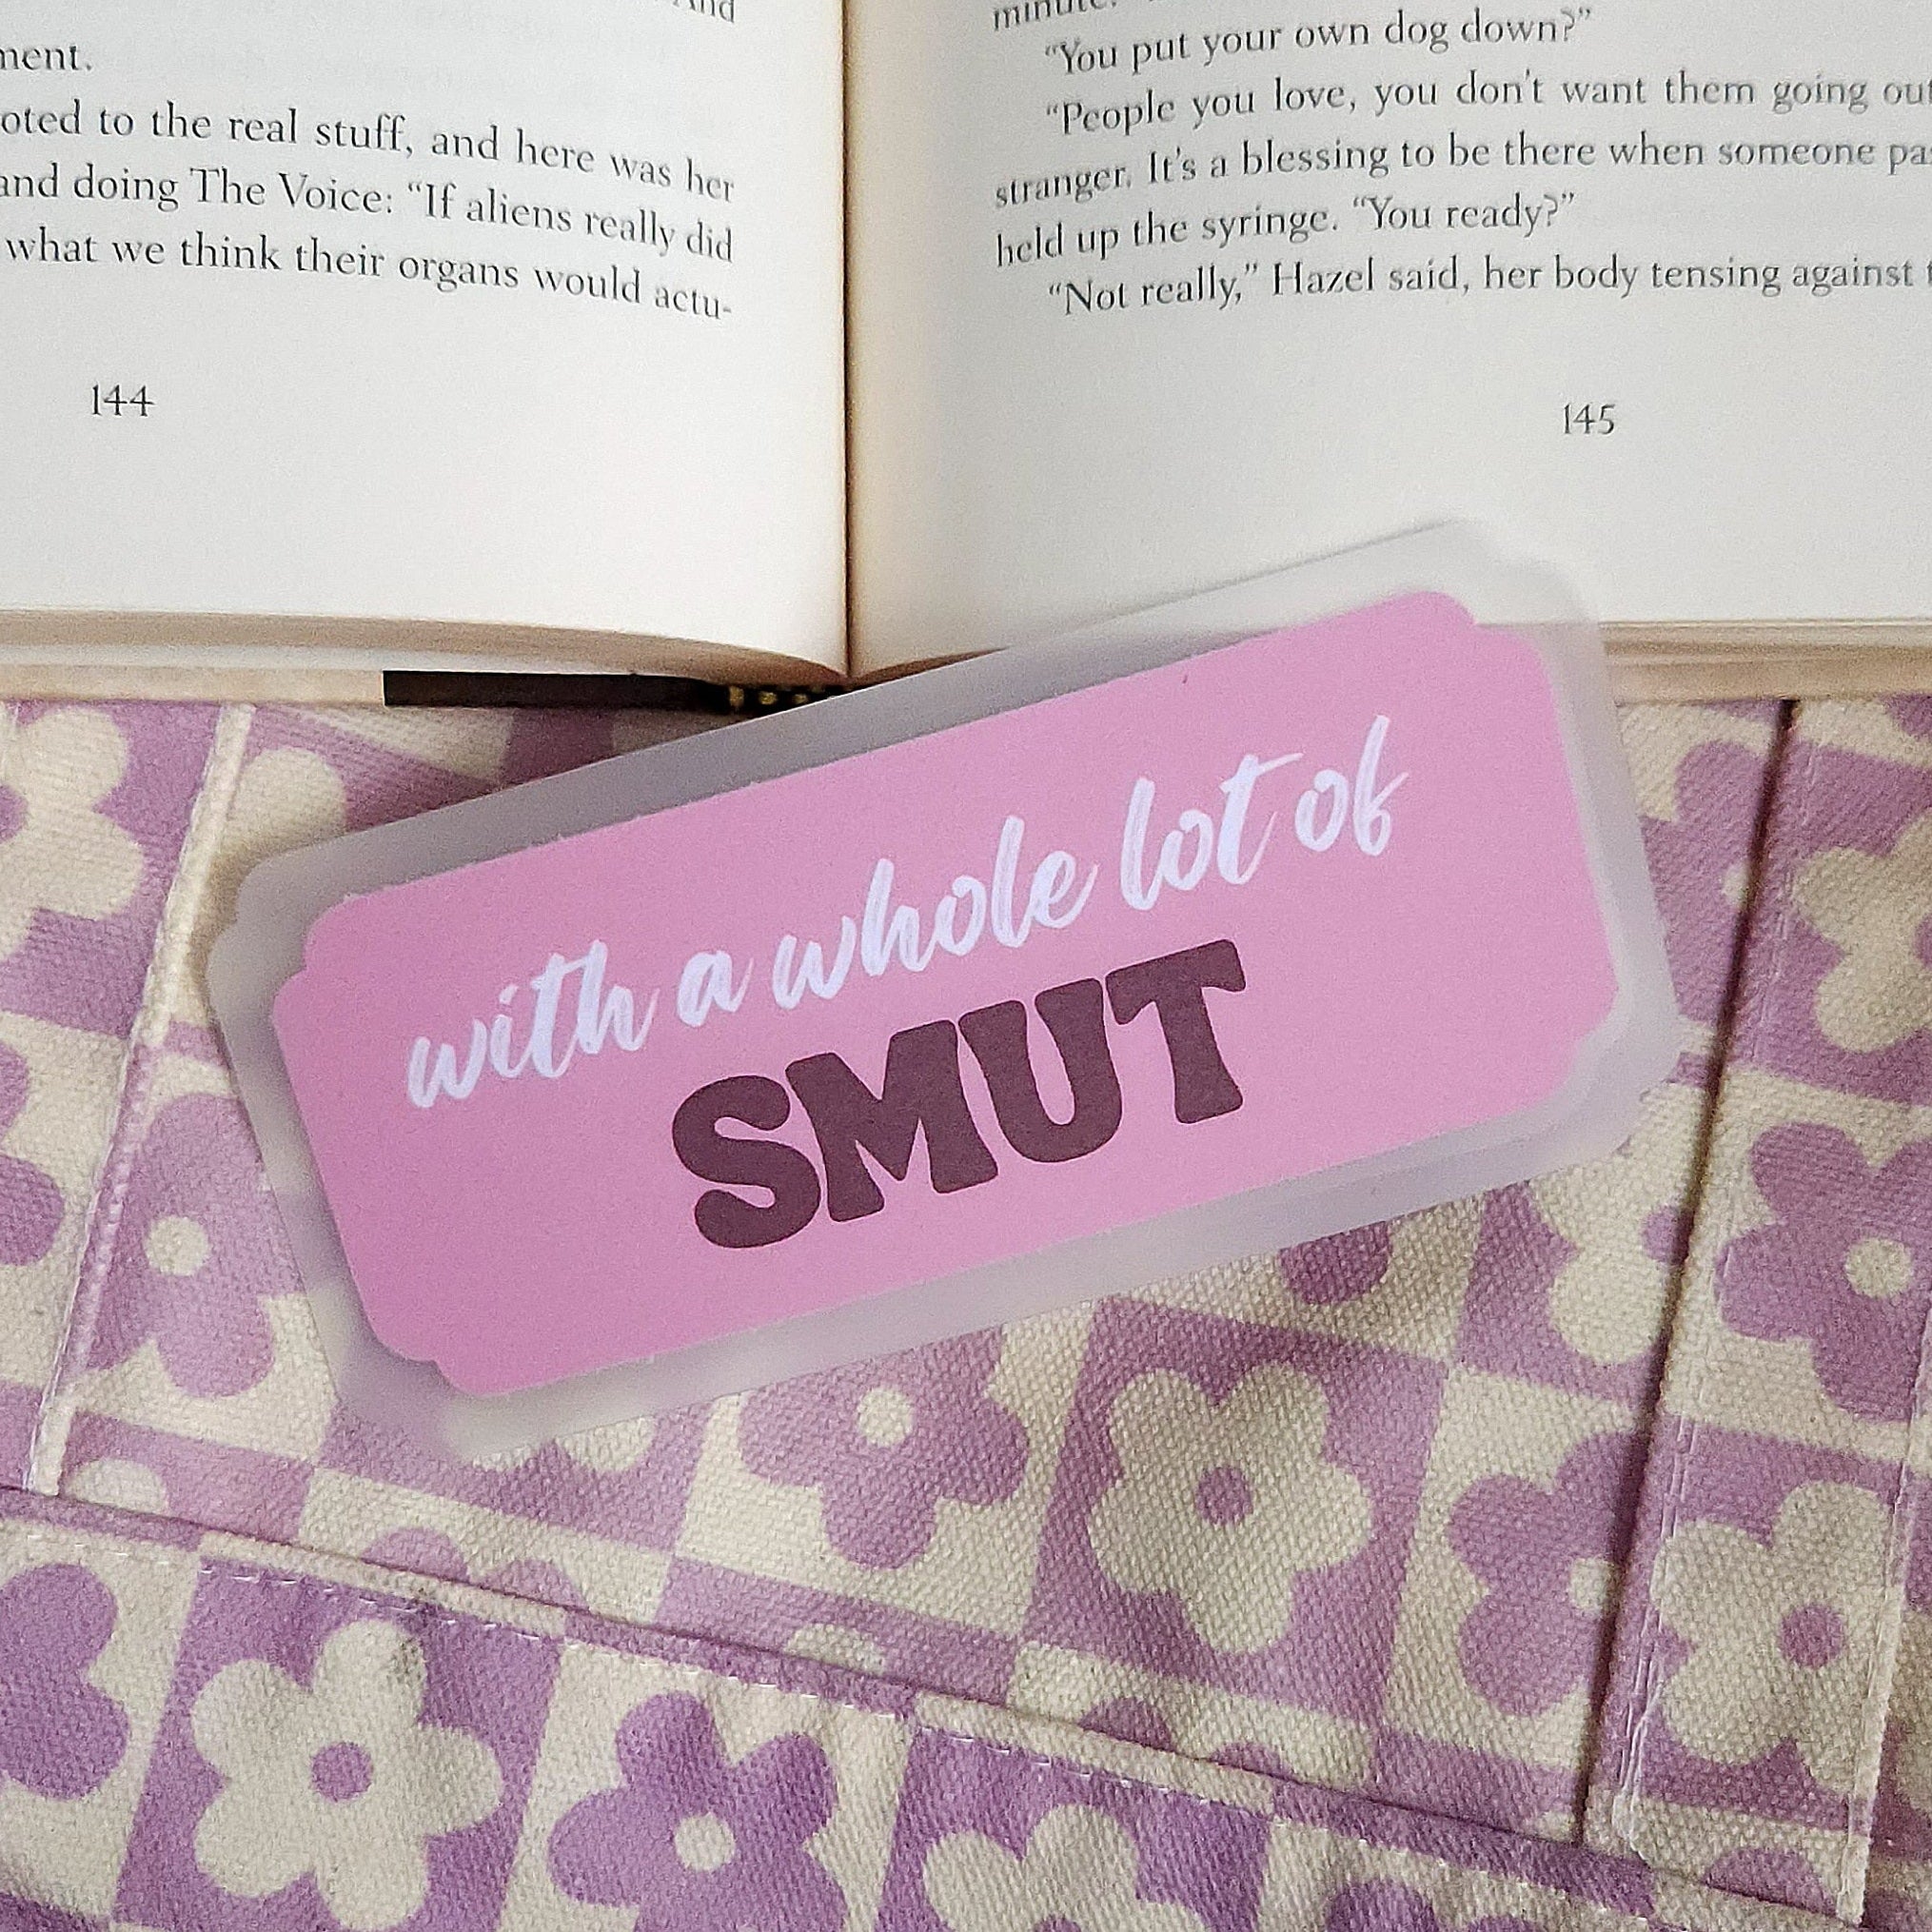 And
ment.
oted to the real stuff, and here was her
and doing The Voice: “If aliens really did
what we think their organs would actu-
144
minute.
“You put your own dog down?”
“People you love, you don't want them going out
stranger. It's a blessing to be there when someone pa
held up the syringe. “You ready?”
“Not really,” Hazel said, her body tensing against t
145
with a whole lot of
SMUT